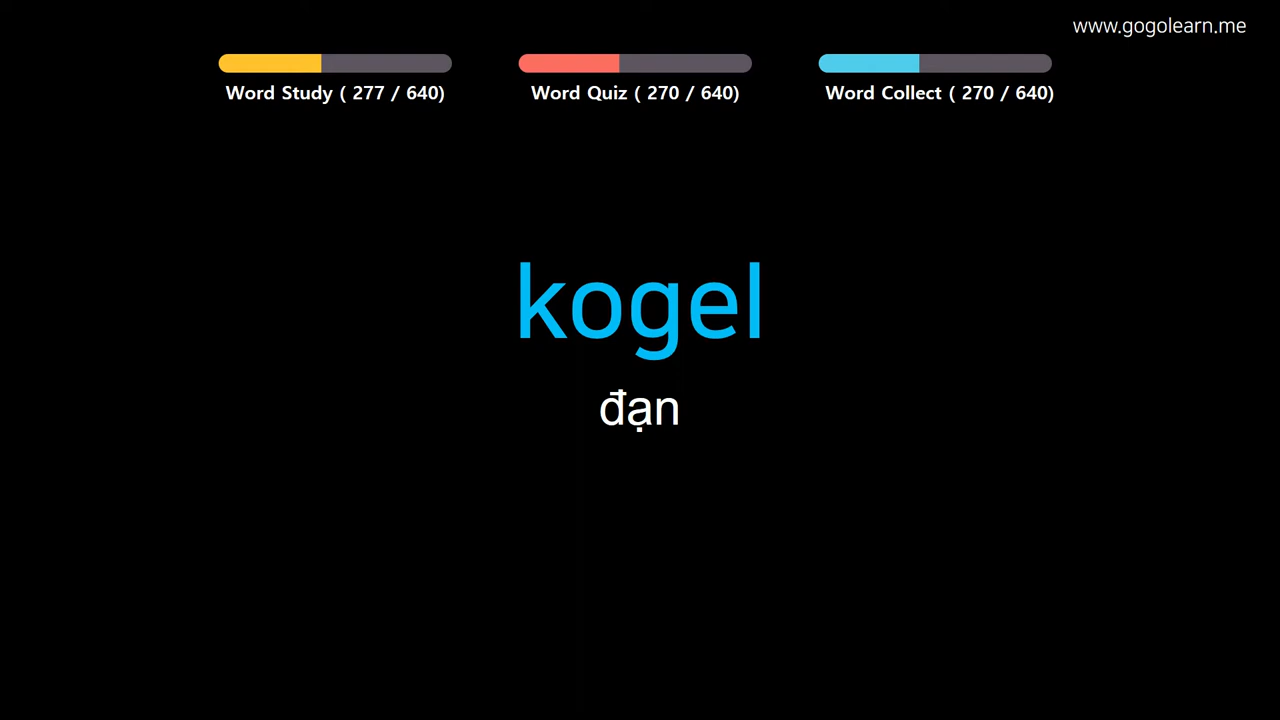 www.gogolearn.me
Word Study ( 277 / 640)
Word Quiz ( 270 / 640)
Word Collect ( 270 / 640)
kogel
đạn